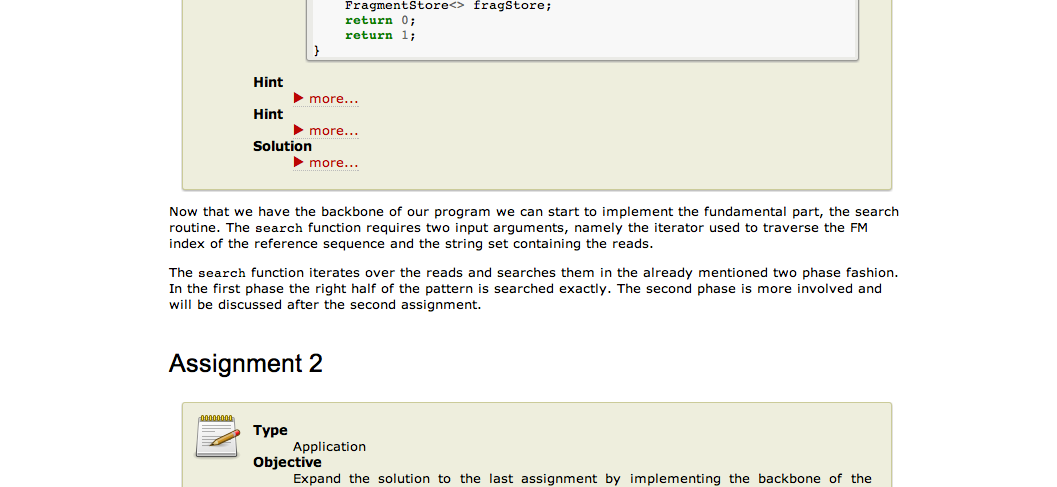 FragmentStore<> fragStore;
return 0;
return 1;
}
Hint
more...
Hint
more...
Solution
more...
Now that we have the backbone of our program we can start to implement the fundamental part, the search
routine. The search function requires two input arguments, namely the iterator used to traverse the FM
index of the reference sequence and the string set containing the reads.
The search function iterates over the reads and searches them in the already mentioned two phase fashion.
In the first phase the right half of the pattern is searched exactly. The second phase is more involved and
will be discussed after the second assignment.
Assignment 2
Type
Application
Objective
Expand the solution to the last assignment by implementing the backbone of the